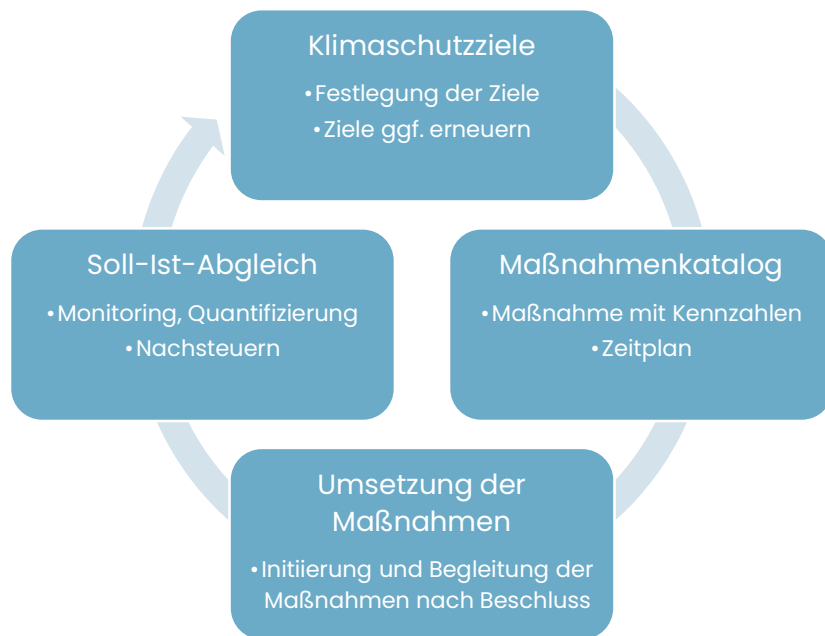 Klimaschutzziele
• Festlegung der Ziele
• Ziele ggf. erneuern
Maßnahmenkatalog
• Maßnahme mit Kennzahlen
• Zeitplan
Umsetzung der
Maßnahmen
• Initiierung und Begleitung der
Maßnahmen nach Beschluss
Soll-Ist-Abgleich
• Monitoring, Quantifizierung
• Nachsteuern